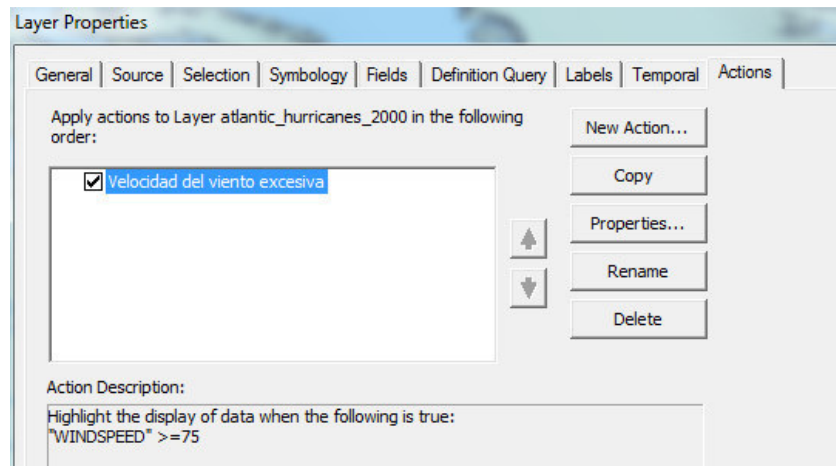 Layer Properties
General Source Selection Symbology Fields Definition Query Labels Temporal Actions
Apply actions to Layer atlantic_hurricanes_2000 in the following
order:
New Action...
Velocidad del viento excesiva
Copy
Properties...
Rename
Delete
Action Description:
Highlight the display of data when the following is true:
"WINDSPEED" >=75